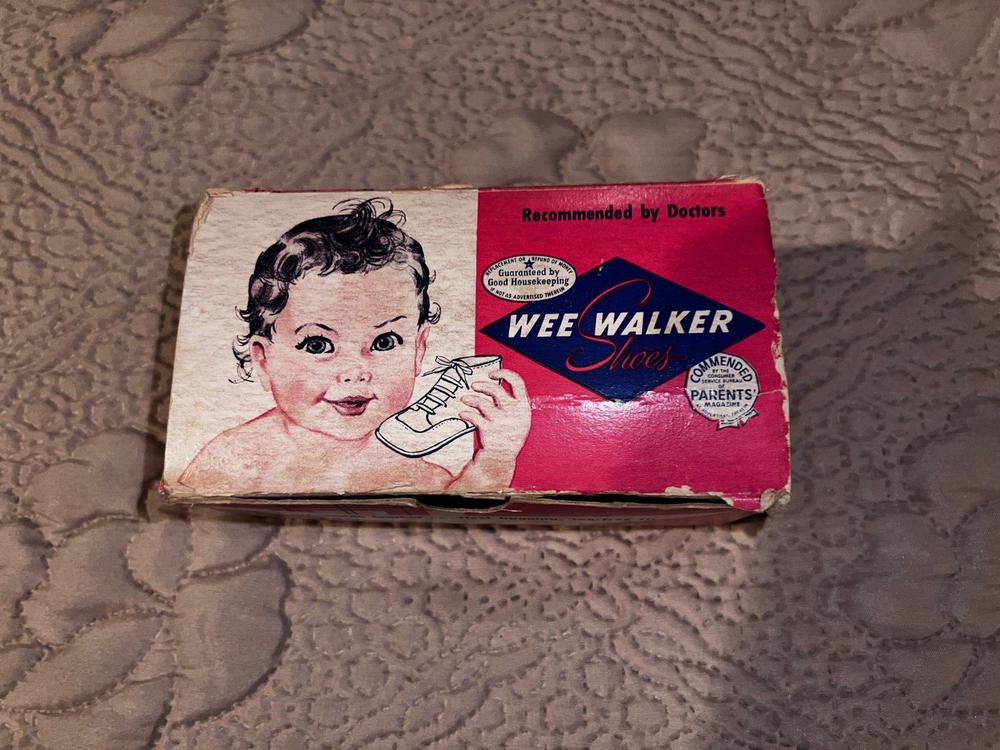 Recommended by Doctors
REPLACEMENT OR REFUND OF MONEY
Guaranteed by
Good Housekeeping
IF NOT AS ADVERTISED THEREIN
WEE WALKER
Shoes
COMMENDED
BY THE
CONSUMER
SERVICE BUREAU
OF
PARENTS'
MAGAZINE